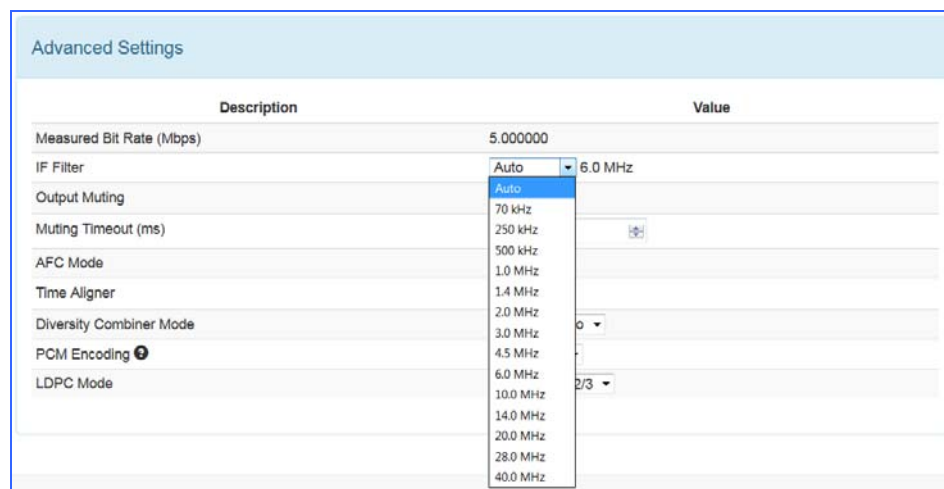 Advanced Settings
Description Value
Measured Bit Rate (Mbps) 5.000000
IF Filter Auto 6.0 MHz
Output Muting
Muting Timeout (ms)
AFC Mode
Time Aligner
Diversity Combiner Mode
PCM Encoding ?
LDPC Mode 2/3
Auto
70 kHz
250 kHz
500 kHz
1.0 MHz
1.4 MHz
2.0 MHz
3.0 MHz
4.5 MHz
6.0 MHz
10.0 MHz
14.0 MHz
20.0 MHz
28.0 MHz
40.0 MHz